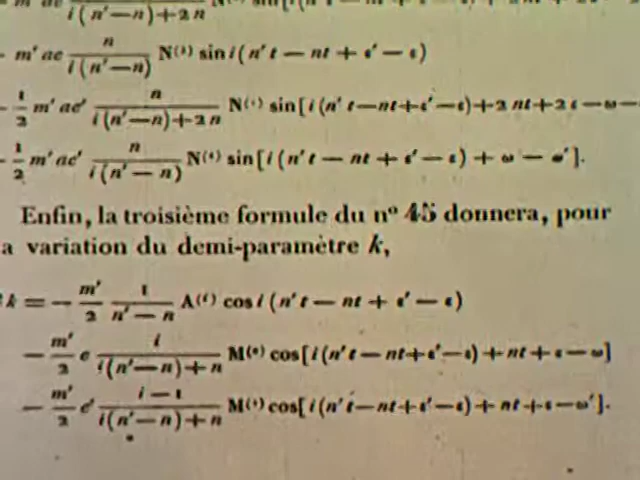 i(n'—n)+2n
— m' ae n/i(n'—n) N⁽ⁱ⁾ sin i(n't — nt + ε' — ε)
— 1/2 m' ae' n/i(n'—n)+2n N⁽ⁱ⁾ sin[i(n't—nt+ε'—ε)+2nt+2ε—ω—
— 1/2 m' ae' n/i(n'—n) N⁽ⁱ⁾ sin[i(n't — nt + ε' — ε) + ω — ω'].
Enfin, la troisième formule du nº 45 donnera, pour
a variation du demi-paramètre k,
k = — m'/2 1/n'—n A⁽ⁱ⁾ cos i(n't — nt + ε' — ε)
— m'/2 e i/i(n'—n)+n M⁽ⁱ⁾ cos[i(n't—nt+ε'—ε)+nt+ε—ω]
— m'/2 e' i—1/i(n'—n)+n M⁽ⁱ⁾ cos[i(n't—nt+ε'—ε)+nt+ε—ω'].